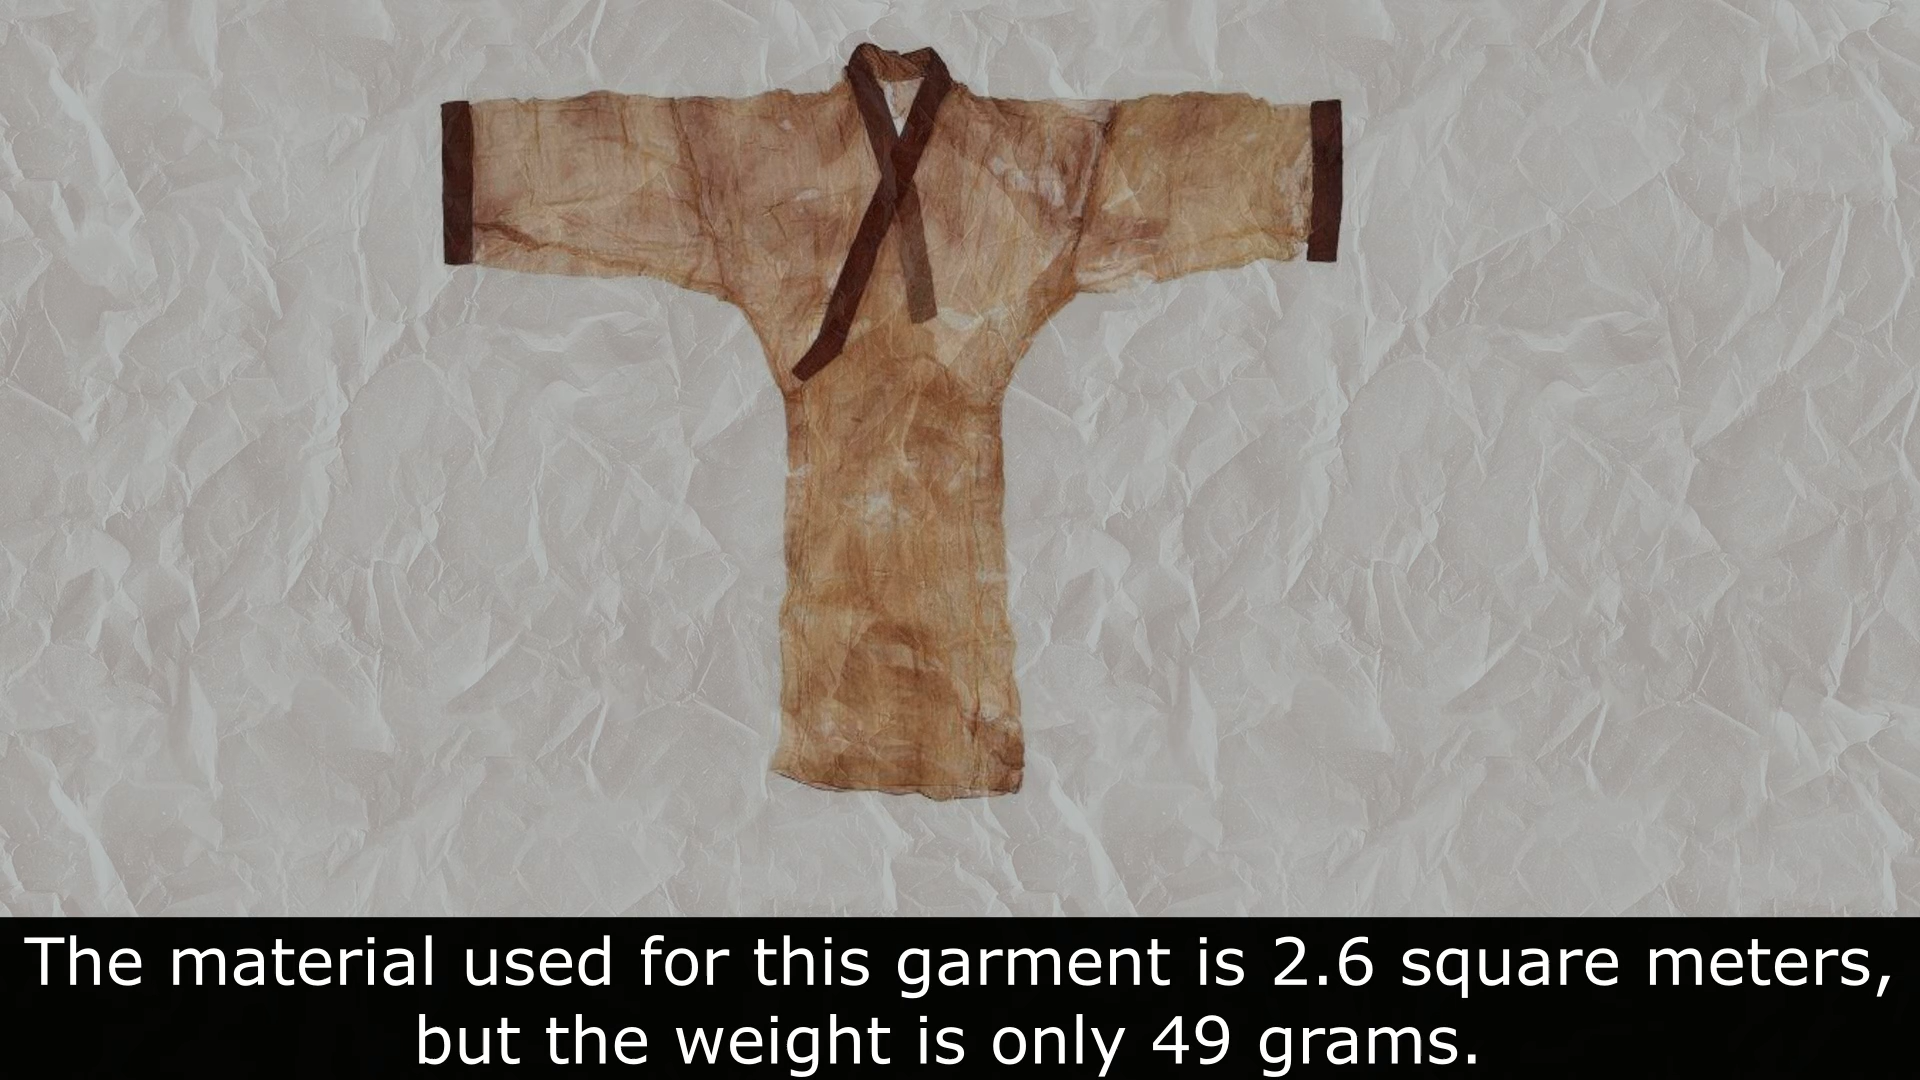 The material used for this garment is 2.6 square meters,
but the weight is only 49 grams.